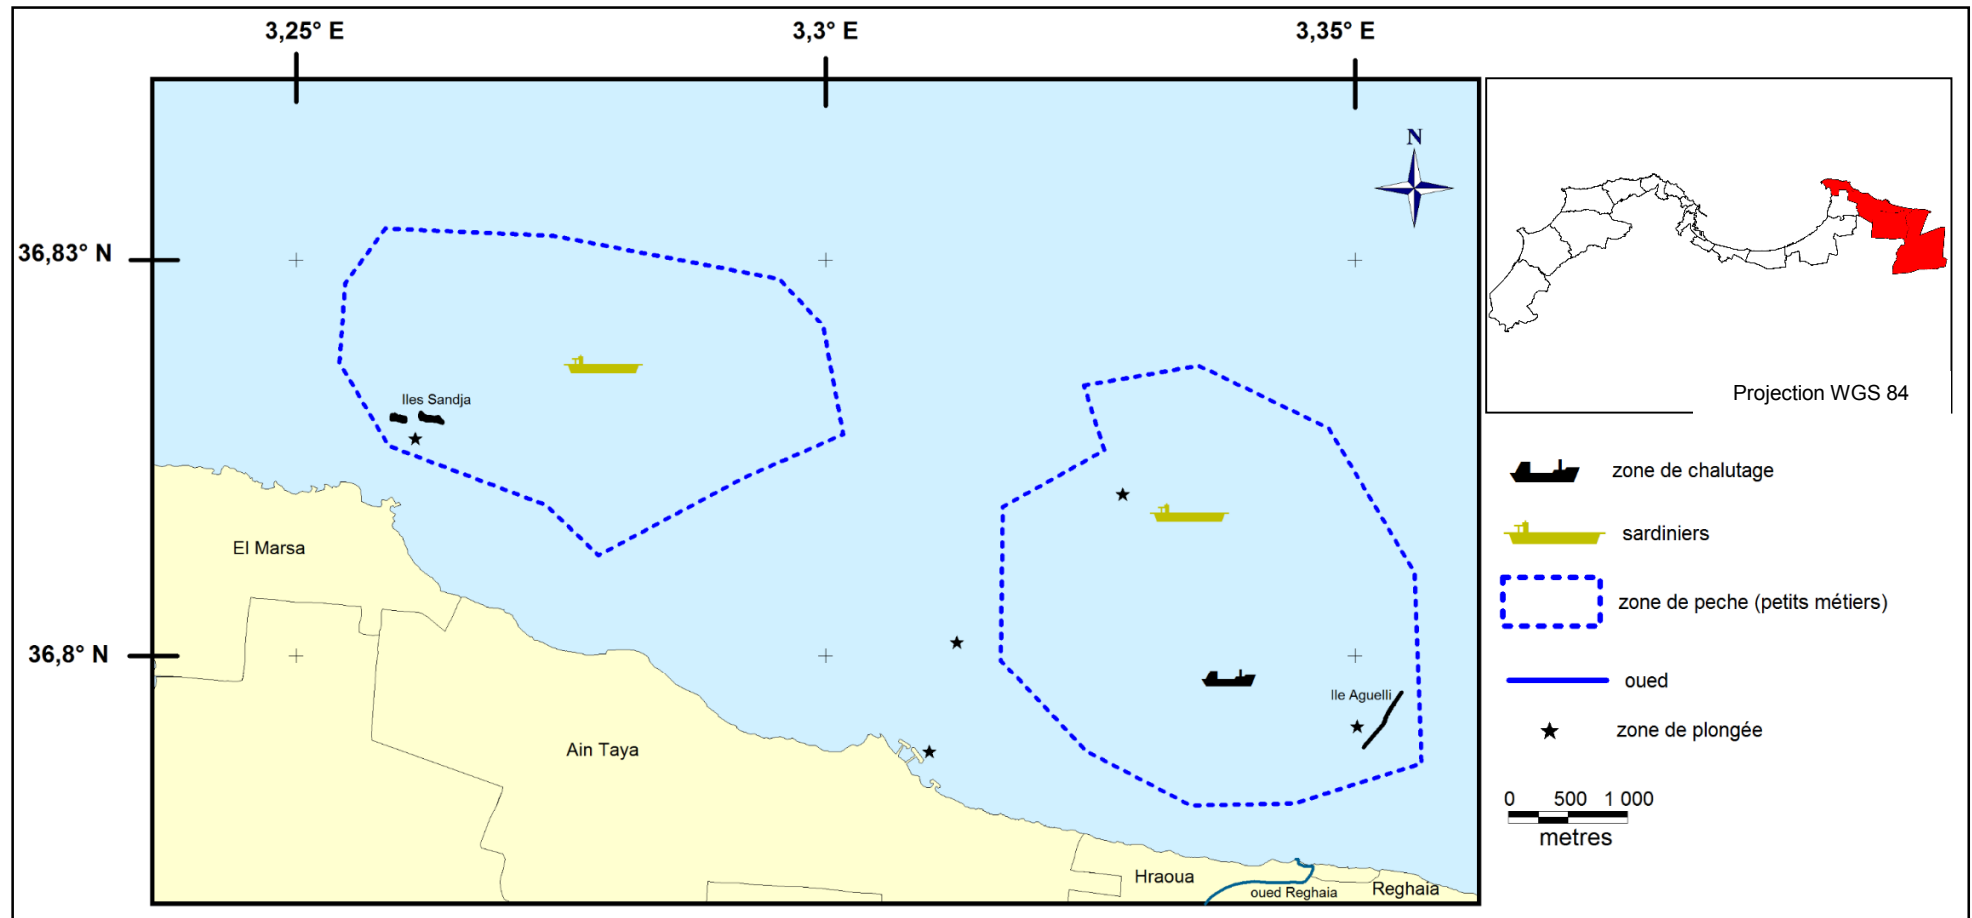 3,25° E
3,3° E
3,35° E
N
36,83° N
Iles Sandja
Projection WGS 84
zone de chalutage
sardiniers
El Marsa
zone de peche (petits métiers)
36,8° N
oued
Ile Aguelli
zone de plongée
Ain Taya
0 500 1 000
metres
Hraoua
oued Reghaia
Reghaia